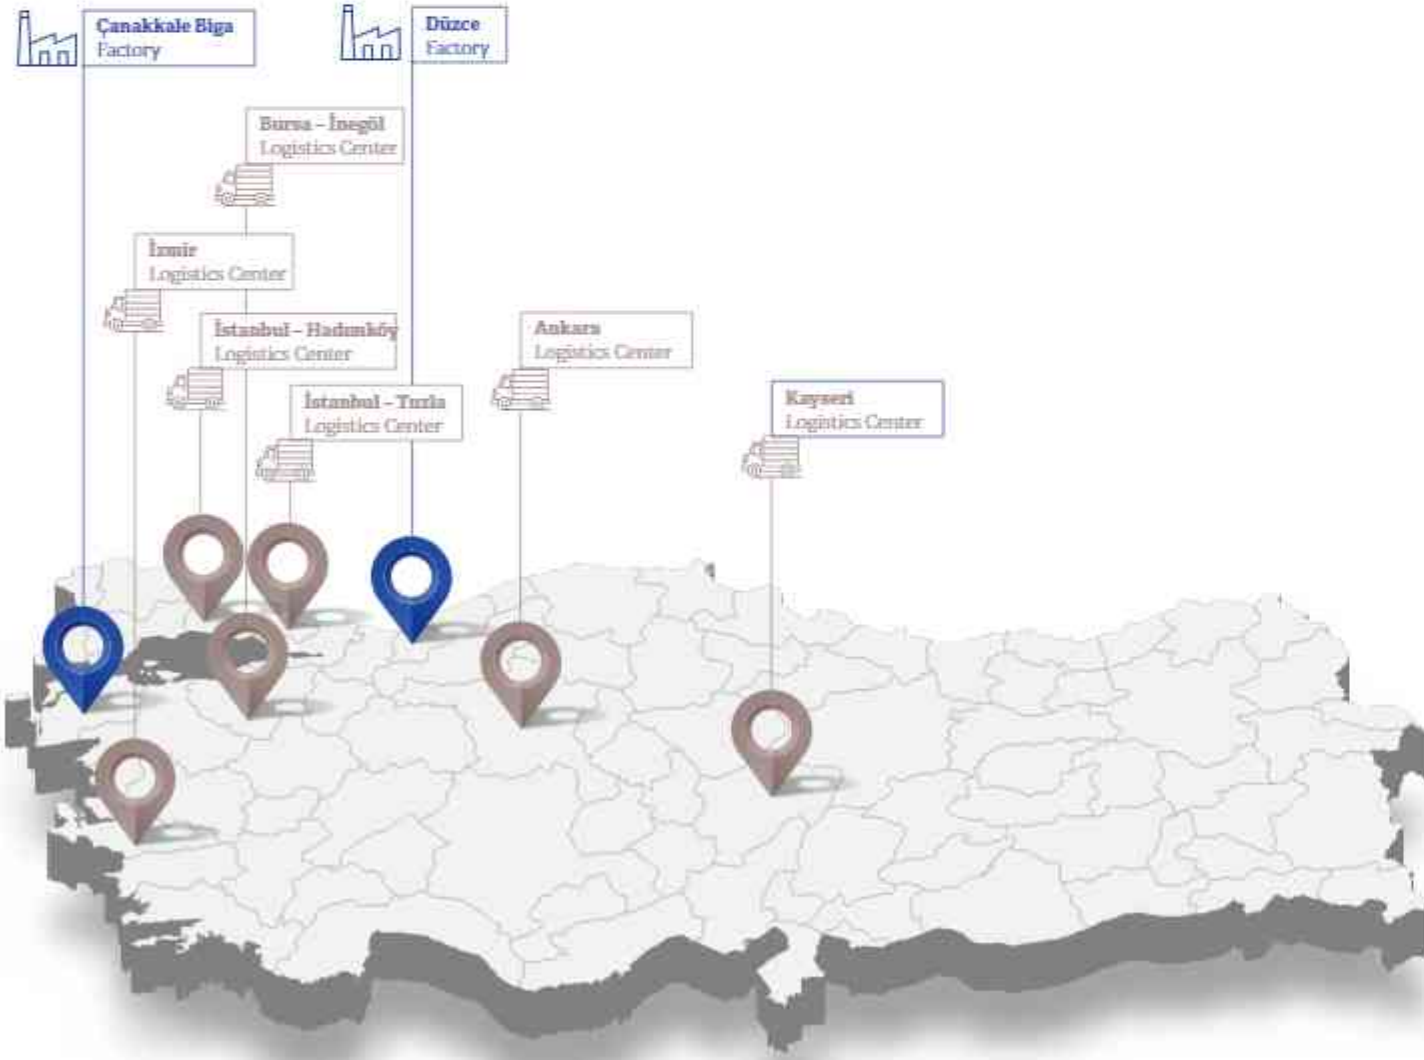 Çanakkale Biga
Factory
Düzce
Factory
Bursa - İnegöl
Logistics Center
İzmir
Logistics Center
İstanbul - Hadımköy
Logistics Center
Ankara
Logistics Center
İstanbul - Tuzla
Logistics Center
Kayseri
Logistics Center